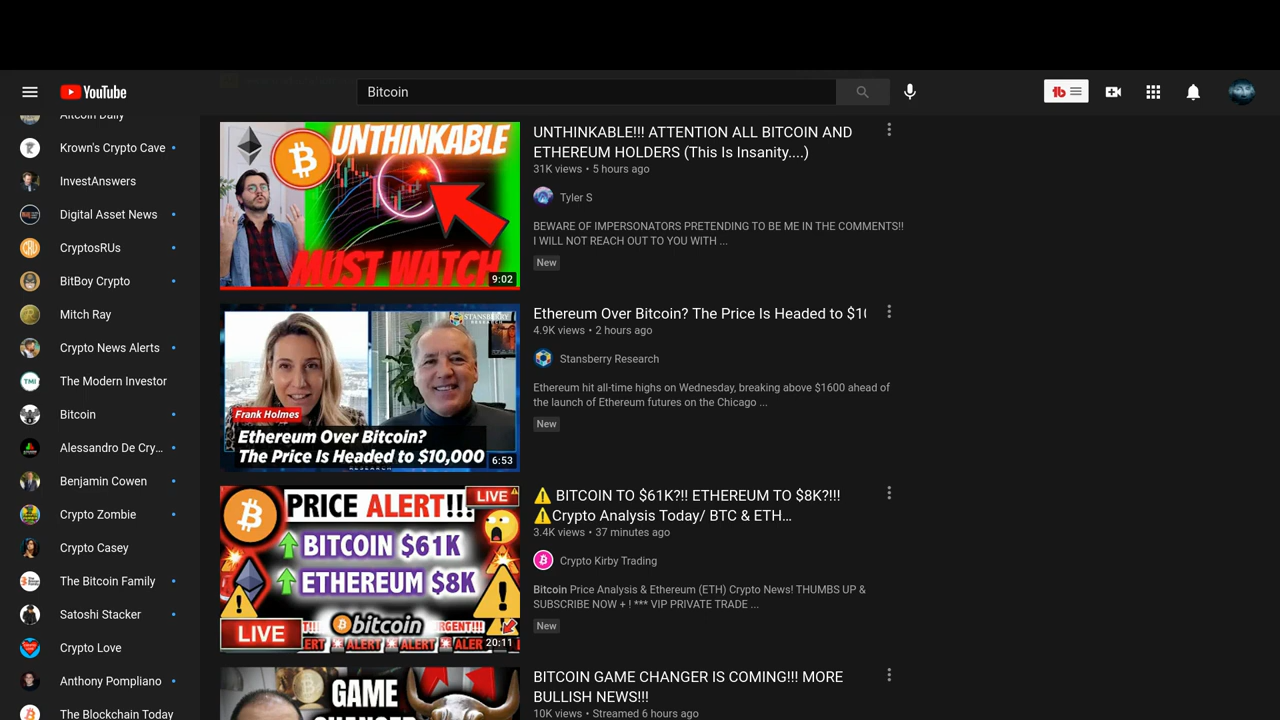 YouTube
Bitcoin
Altcoin Daily
Krown's Crypto Cave
InvestAnswers
Digital Asset News
CryptosRUs
BitBoy Crypto
Mitch Ray
Crypto News Alerts
The Modern Investor
Bitcoin
Alessandro De Cry...
Benjamin Cowen
Crypto Zombie
Crypto Casey
The Bitcoin Family
Satoshi Stacker
Crypto Love
Anthony Pompliano
The Blockchain Today
UNTHINKABLE
MUST WATCH
9:02
UNTHINKABLE!!! ATTENTION ALL BITCOIN AND
ETHEREUM HOLDERS (This Is Insanity....)
31K views • 5 hours ago
Tyler S
BEWARE OF IMPERSONATORS PRETENDING TO BE ME IN THE COMMENTS!!
I WILL NOT REACH OUT TO YOU WITH ...
New
STANSBERRY
Frank Holmes
Ethereum Over Bitcoin?
The Price Is Headed to $10,000
6:53
Ethereum Over Bitcoin? The Price Is Headed to $1
4.9K views • 2 hours ago
Stansberry Research
Ethereum hit all-time highs on Wednesday, breaking above $1600 ahead of
the launch of Ethereum futures on the Chicago ...
New
PRICE ALERT!!!
LIVE
BITCOIN $61K
ETHEREUM $8K
bitcoin
LIVE
20:11
⚠️ BITCOIN TO $61K?!! ETHEREUM TO $8K?!!!
⚠️Crypto Analysis Today/ BTC & ETH...
3.4K views • 37 minutes ago
Crypto Kirby Trading
Bitcoin Price Analysis & Ethereum (ETH) Crypto News! THUMBS UP &
SUBSCRIBE NOW + ! *** VIP PRIVATE TRADE ...
New
GAME
CHANGER
BITCOIN GAME CHANGER IS COMING!!! MORE
BULLISH NEWS!!!
10K views • Streamed 6 hours ago